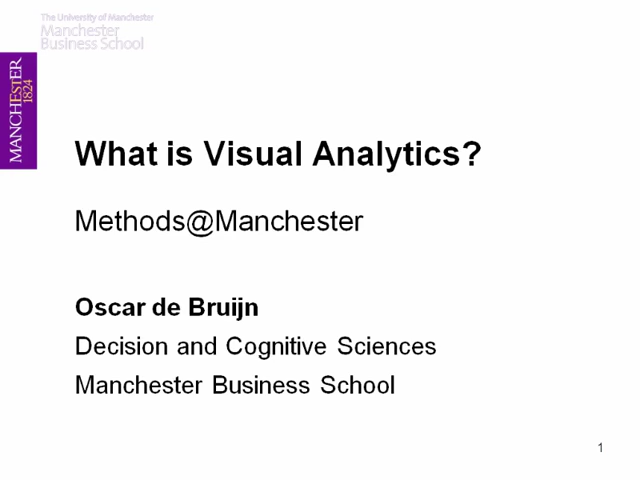 The University of Manchester
Manchester
Business School
MANCHESTER
1824
What is Visual Analytics?
Methods@Manchester
Oscar de Bruijn
Decision and Cognitive Sciences
Manchester Business School
1